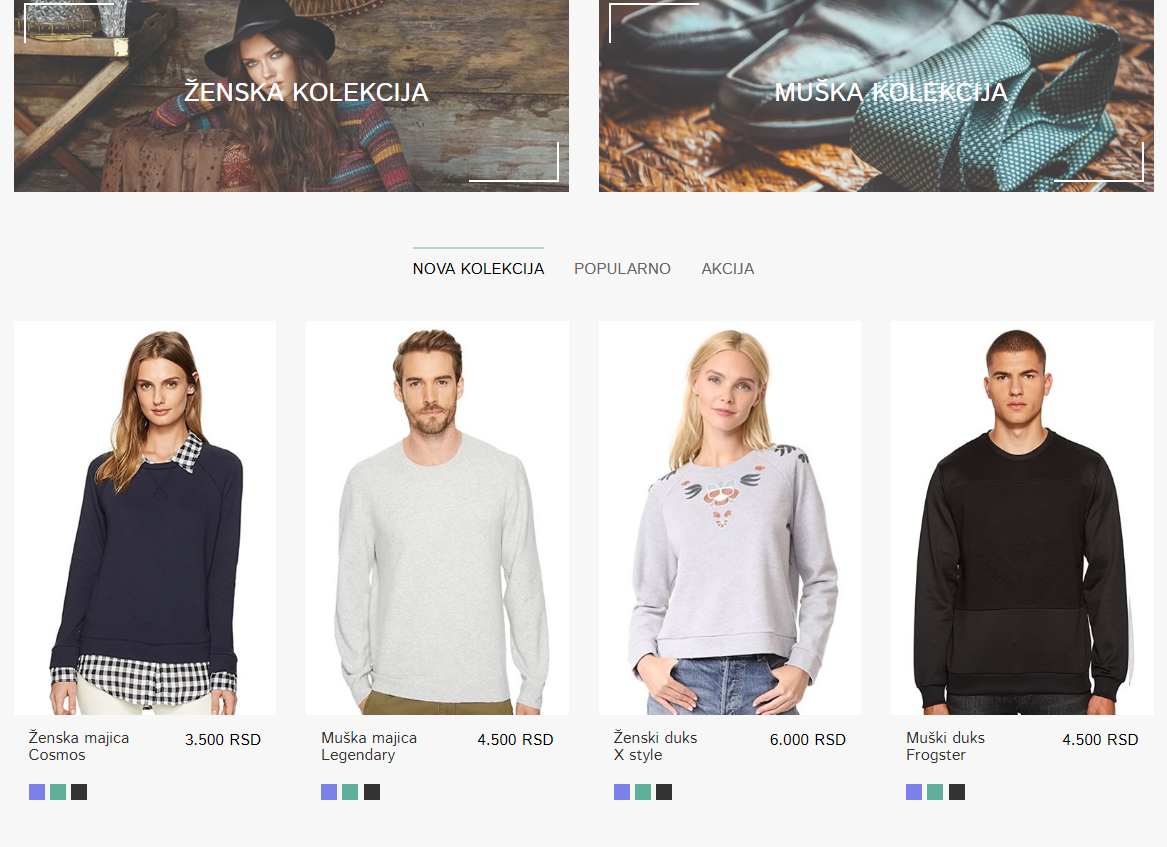 ŽENSKA KOLEKCIJA
MUŠKA KOLEKCIJA
NOVA KOLEKCIJA
POPULARNO
AKCIJA
Ženska majica
Cosmos
3.500 RSD
Muška majica
Legendary
4.500 RSD
Ženski duks
X style
6.000 RSD
Muški duks
Frogster
4.500 RSD